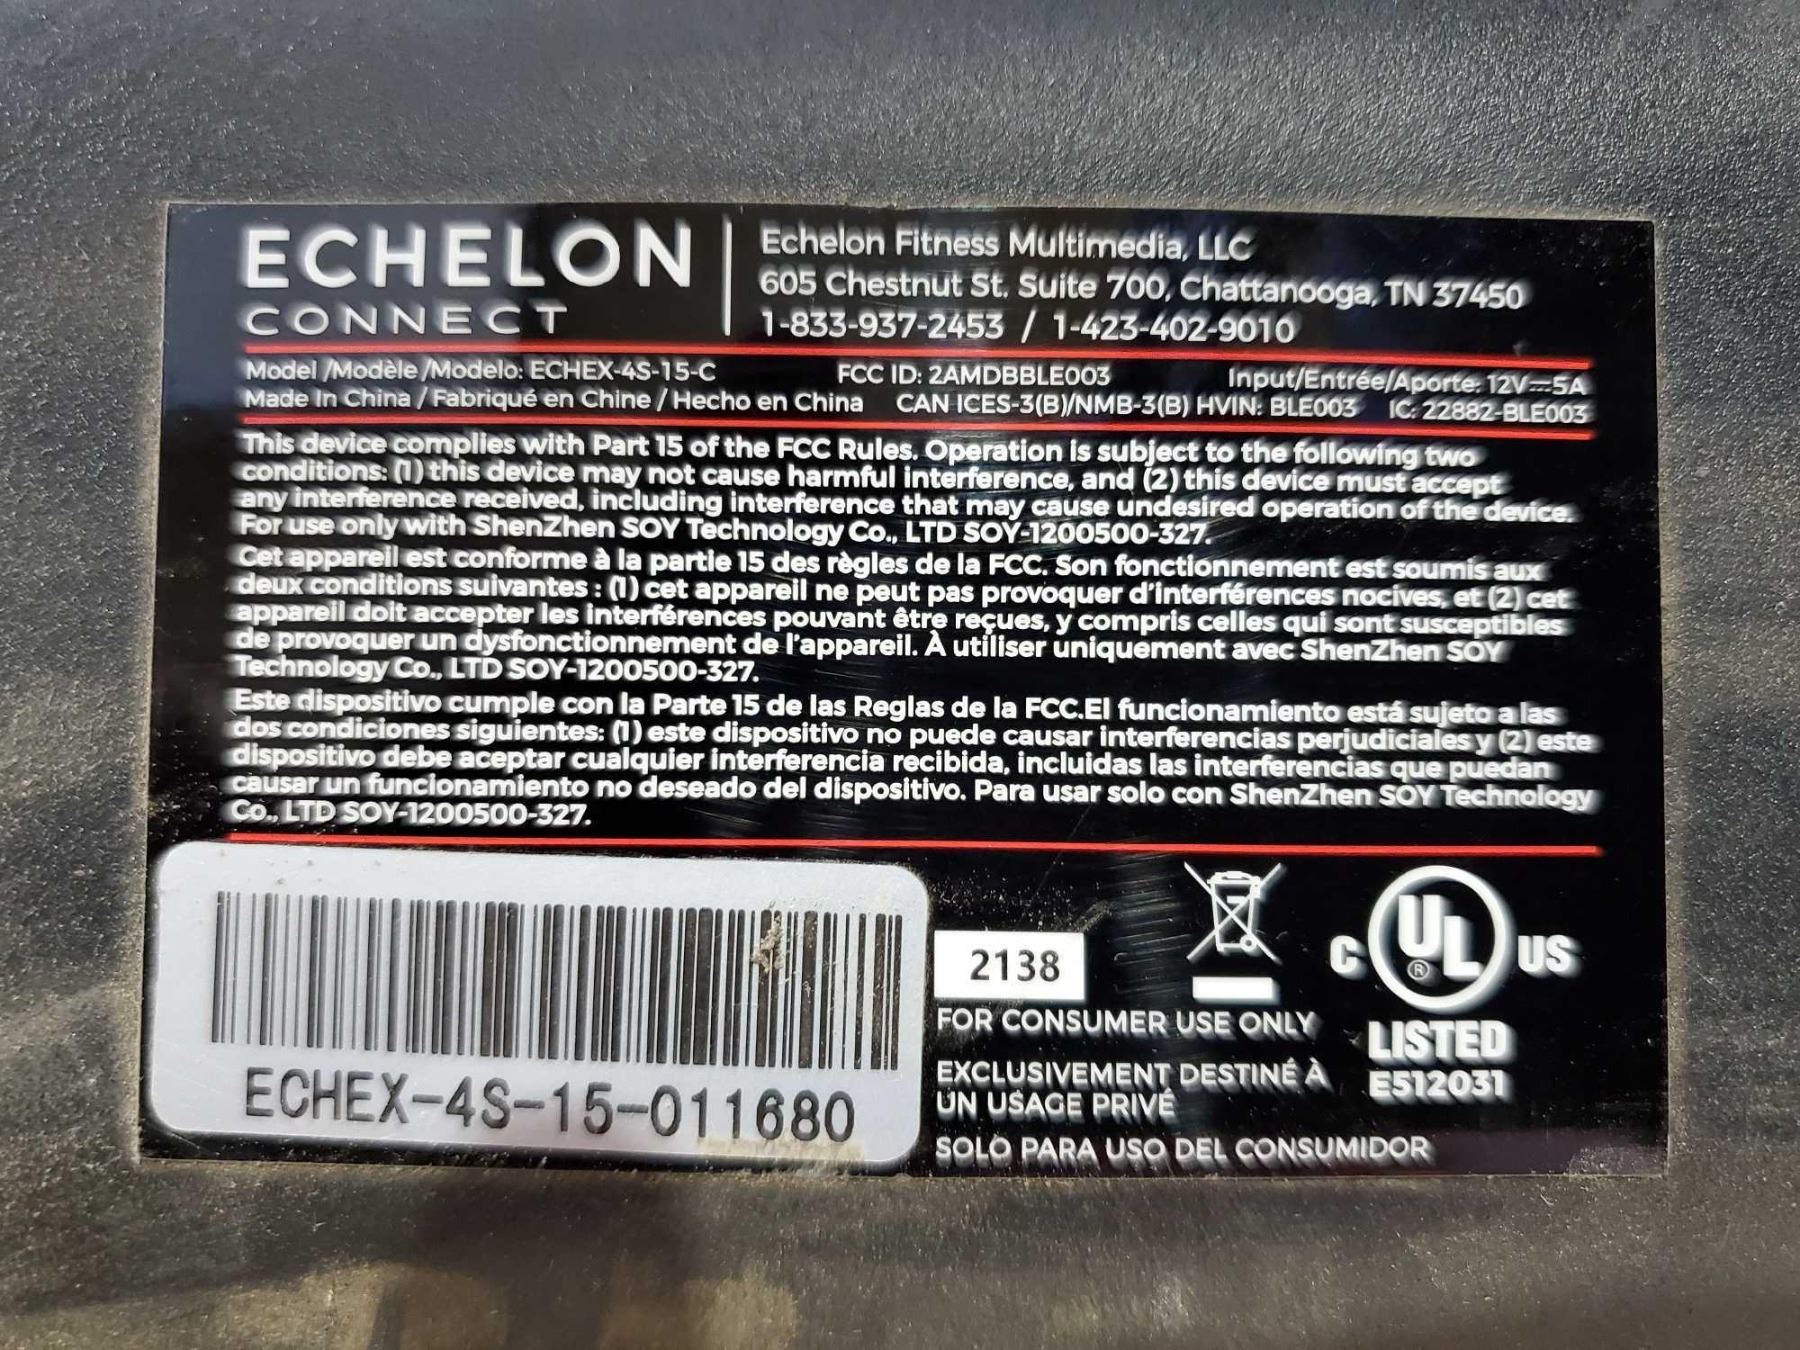 ECHELON
CONNECT
Echelon Fitness Multimedia, LLC
605 Chestnut St. Suite 700, Chattanooga, TN 37450
1-833-937-2453 / 1-423-402-9010
Model /Modèle /Modelo: ECHEX-4S-15-C FCC ID: 2AMDBBLE003 Input/Entrée/Aporte: 12V⎓5A
Made In China / Fabriqué en Chine / Hecho en China CAN ICES-3(B)/NMB-3(B) HVIN: BLE003 IC: 22882-BLE003
This device complies with Part 15 of the FCC Rules. Operation is subject to the following two
conditions: (1) this device may not cause harmful interference, and (2) this device must accept
any interference received, including interference that may cause undesired operation of the device.
For use only with ShenZhen SOY Technology Co., LTD SOY-1200500-327.
Cet appareil est conforme à la partie 15 des règles de la FCC. Son fonctionnement est soumis aux
deux conditions suivantes : (1) cet appareil ne peut pas provoquer d'interférences nocives, et (2) cet
appareil doit accepter les interférences pouvant être reçues, y compris celles qui sont susceptibles
de provoquer un dysfonctionnement de l'appareil. À utiliser uniquement avec ShenZhen SOY
Technology Co., LTD SOY-1200500-327.
Este dispositivo cumple con la Parte 15 de las Reglas de la FCC.El funcionamiento está sujeto a las
dos condiciones siguientes: (1) este dispositivo no puede causar interferencias perjudiciales y (2) este
dispositivo debe aceptar cualquier interferencia recibida, incluidas las interferencias que puedan
causar un funcionamiento no deseado del dispositivo. Para usar solo con ShenZhen SOY Technology
Co., LTD SOY-1200500-327.
ECHEX-4S-15-011680
2138
FOR CONSUMER USE ONLY
EXCLUSIVEMENT DESTINÉ À
UN USAGE PRIVÉ
SOLO PARA USO DEL CONSUMIDOR
C UL® US
LISTED
E512031